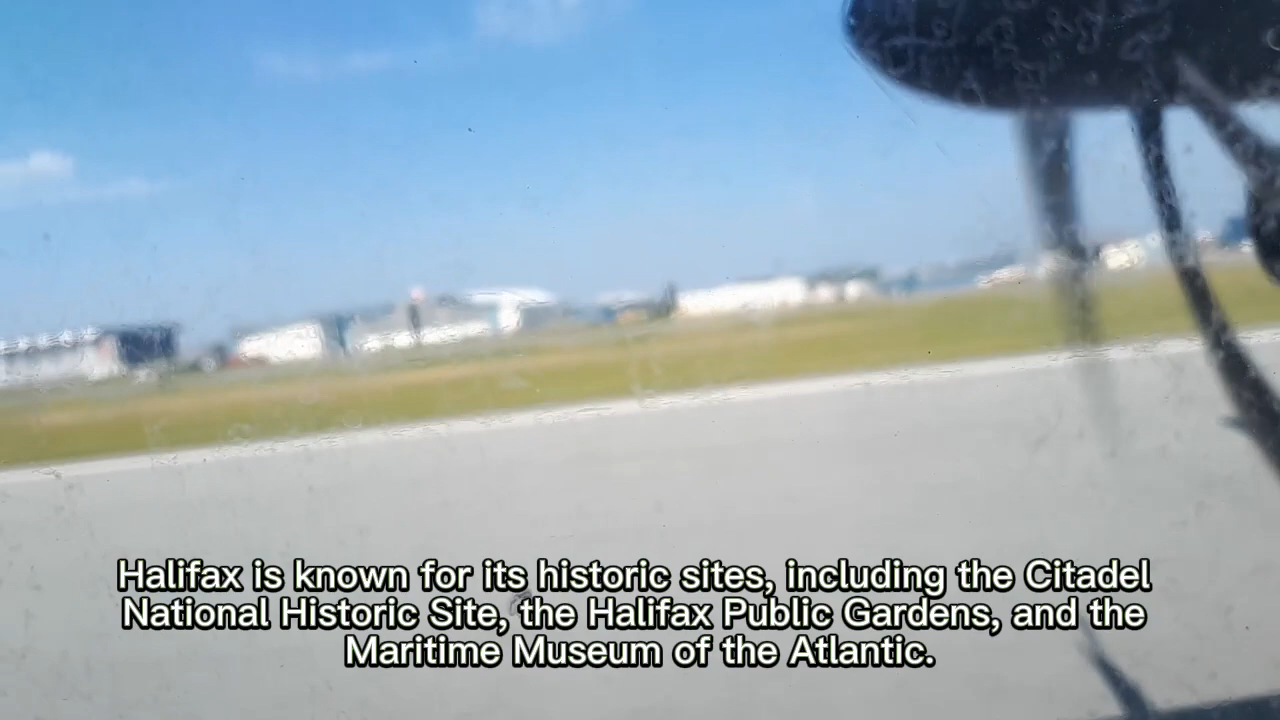 Halifax is known for its historic sites, including the Citadel
National Historic Site, the Halifax Public Gardens, and the
Maritime Museum of the Atlantic.